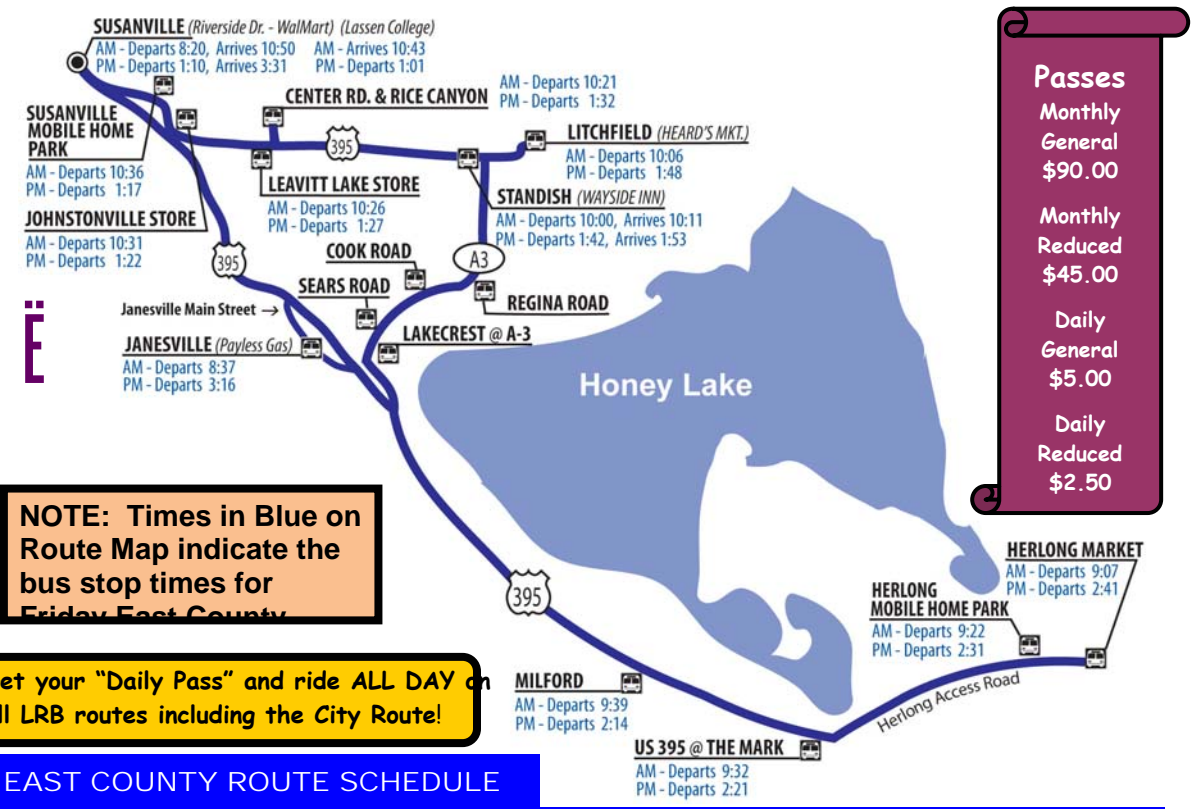 SUSANVILLE (Riverside Dr. - WalMart) (Lassen College)
AM - Departs 8:20, Arrives 10:50 AM - Arrives 10:43
PM - Departs 1:10, Arrives 3:31 PM - Departs 1:01
CENTER RD. & RICE CANYON
AM - Departs 10:21
PM - Departs 1:32
SUSANVILLE
MOBILE HOME
PARK
AM - Departs 10:36
PM - Departs 1:17
395
LITCHFIELD (HEARD'S MKT.)
AM - Departs 10:06
PM - Departs 1:48
LEAVITT LAKE STORE
AM - Departs 10:26
PM - Departs 1:27
STANDISH (WAYSIDE INN)
AM - Departs 10:00, Arrives 10:11
PM - Departs 1:42, Arrives 1:53
JOHNSTONVILLE STORE
AM - Departs 10:31
PM - Departs 1:22
395
COOK ROAD
A3
SEARS ROAD
REGINA ROAD
Janesville Main Street →
LAKECREST @ A-3
JANESVILLE (Payless Gas)
AM - Departs 8:37
PM - Departs 3:16
Ë
Honey Lake
Passes
Monthly
General
$90.00
Monthly
Reduced
$45.00
Daily
General
$5.00
Daily
Reduced
$2.50
NOTE: Times in Blue on
Route Map indicate the
bus stop times for
Friday East County
395
HERLONG MARKET
AM - Departs 9:07
PM - Departs 2:41
HERLONG
MOBILE HOME PARK
AM - Departs 9:22
PM - Departs 2:31
Herlong Access Road
MILFORD
AM - Departs 9:39
PM - Departs 2:14
US 395 @ THE MARK
AM - Departs 9:32
PM - Departs 2:21
et your “Daily Pass” and ride ALL DAY on
ll LRB routes including the City Route!
EAST COUNTY ROUTE SCHEDULE